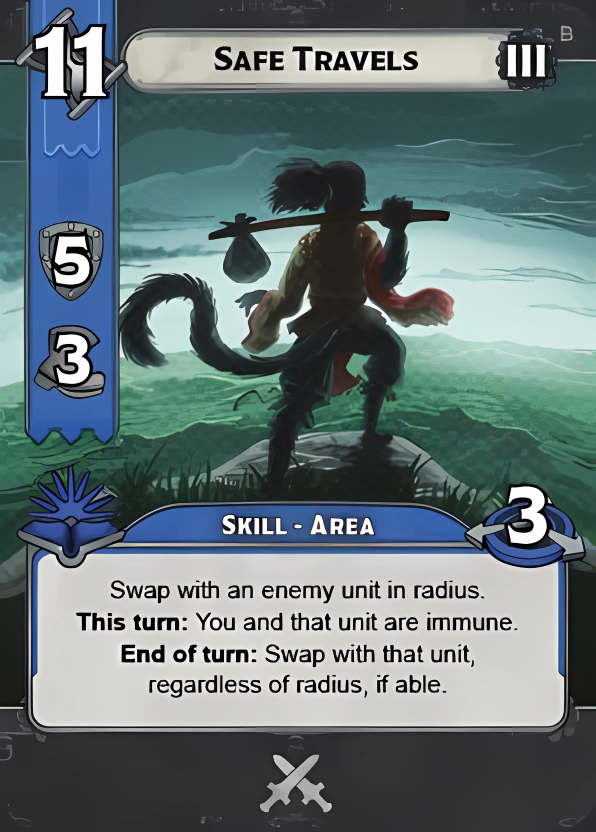 11
SAFE TRAVELS
III
B
5
3
SKILL - AREA
3
Swap with an enemy unit in radius.
This turn: You and that unit are immune.
End of turn: Swap with that unit,
regardless of radius, if able.